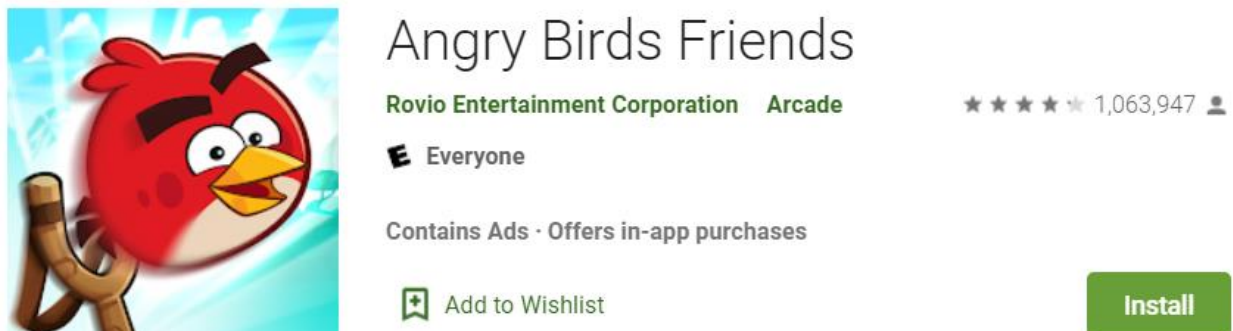 Angry Birds Friends
Rovio Entertainment Corporation Arcade 1,063,947
E Everyone
Contains Ads · Offers in-app purchases
Add to Wishlist Install